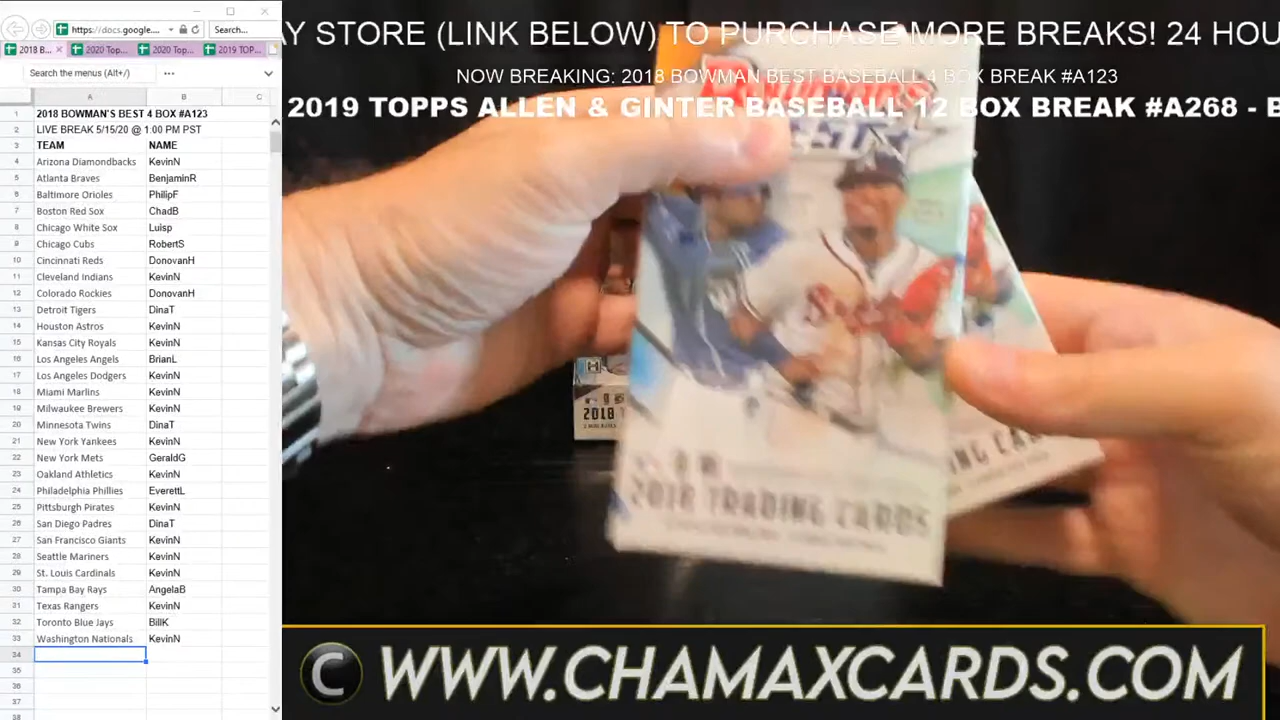 2018 B...
2020 Top...
2020 Top...
2019 TOP...
https://docs.google....
Search...
Search the menus (Alt+/)
A B C
1 2018 BOWMAN'S BEST 4 BOX #A123
2 LIVE BREAK 5/15/20 @ 1:00 PM PST
3 TEAM NAME
4 Arizona Diamondbacks KevinN
5 Atlanta Braves BenjaminR
6 Baltimore Orioles PhilipF
7 Boston Red Sox ChadB
8 Chicago White Sox Luisp
9 Chicago Cubs RobertS
10 Cincinnati Reds DonovanH
11 Cleveland Indians KevinN
12 Colorado Rockies DonovanH
13 Detroit Tigers DinaT
14 Houston Astros KevinN
15 Kansas City Royals KevinN
16 Los Angeles Angels BrianL
17 Los Angeles Dodgers KevinN
18 Miami Marlins KevinN
19 Milwaukee Brewers KevinN
20 Minnesota Twins DinaT
21 New York Yankees KevinN
22 New York Mets GeraldG
23 Oakland Athletics KevinN
24 Philadelphia Phillies EverettL
25 Pittsburgh Pirates KevinN
26 San Diego Padres DinaT
27 San Francisco Giants KevinN
28 Seattle Mariners KevinN
29 St. Louis Cardinals KevinN
30 Tampa Bay Rays AngelaB
31 Texas Rangers KevinN
32 Toronto Blue Jays BillK
33 Washington Nationals KevinN
34
35
36
37
38
AY STORE (LINK BELOW) TO PURCHASE MORE BREAKS! 24 HOU
NOW BREAKING: 2018 BOWMAN BEST BASEBALL 4 BOX BREAK #A123
2019 TOPPS ALLEN & GINTER BASEBALL 12 BOX BREAK #A268 - B
2018 TRADING CARDS
2018
ING CARDS
C WWW.CHAMAXCARDS.COM